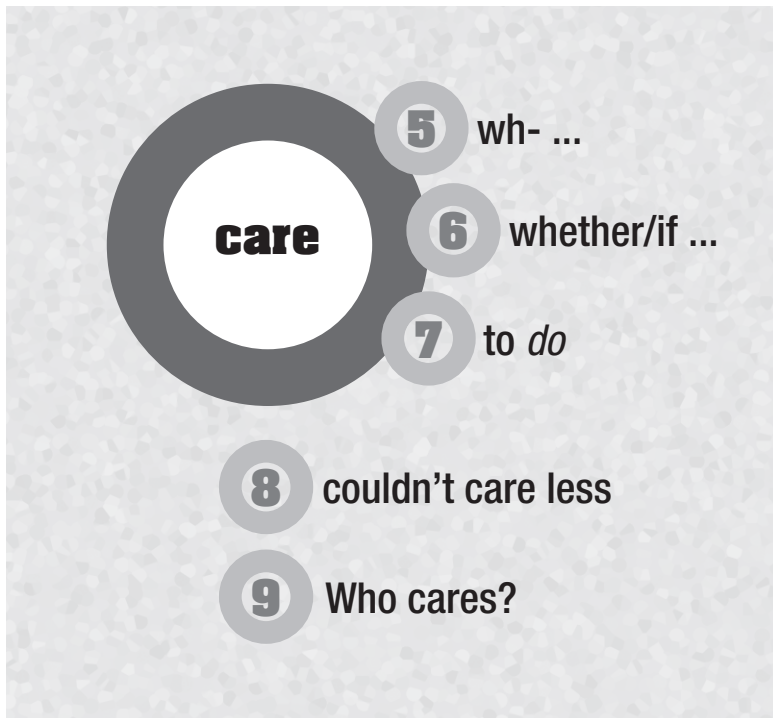 care
5 wh- ...
6 whether/if ...
7 to do
8 couldn't care less
9 Who cares?